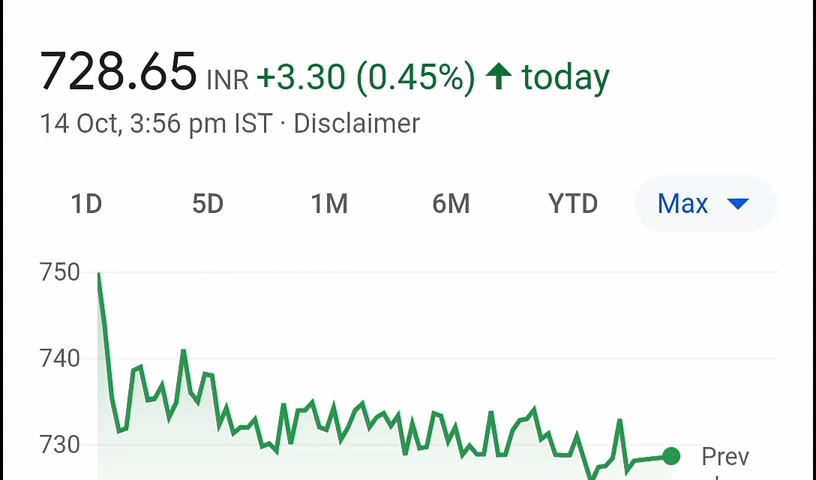 728.65 INR +3.30 (0.45%) ↑ today
14 Oct, 3:56 pm IST · Disclaimer
1D 5D 1M 6M YTD Max
750
740
730
Prev